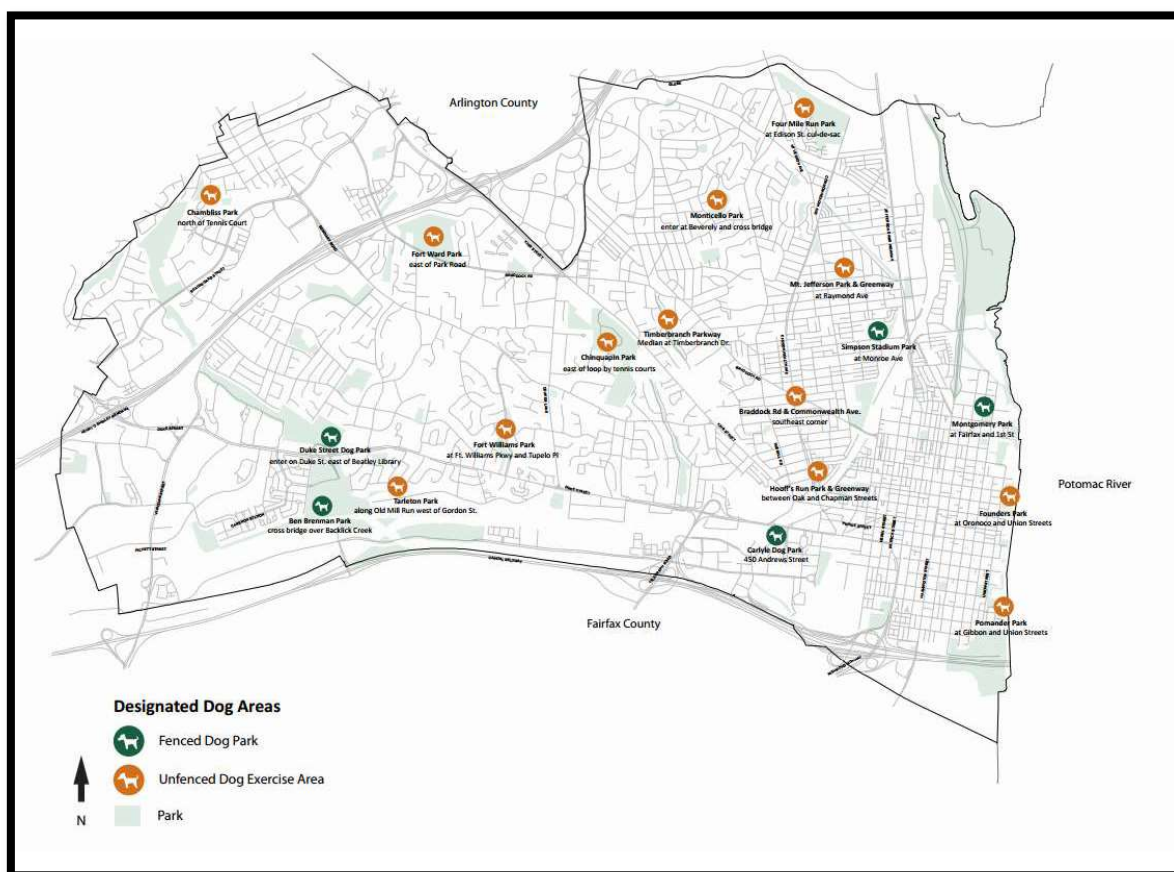 Arlington County
Four Mile Run Park
at Edison St. cul-de-sac
Chambliss Park
north of Tennis Court
Monticello Park
enter at Beverely and cross bridge
Fort Ward Park
east of Park Road
Mt. Jefferson Park & Greenway
at Raymond Ave
Timberbranch Parkway
Median at Timberbranch Dr.
Simpson Stadium Park
at Monroe Ave
Chinquapin Park
east of loop by tennis courts
Braddock Rd & Commonwealth Ave.
southeast corner
Montgomery Park
at Fairfax and 1st St
Duke Street Dog Park
enter on Duke St. east of Beatley Library
Fort Williams Park
at Ft. Williams Pkwy and Tupelo Pl
Hooff's Run Park & Greenway
between Oak and Chapman Streets
Potomac River
Tarleton Park
along Old Mill Run west of Gordon St.
Ben Brenman Park
cross bridge over Backlick Creek
Founders Park
at Oronoco and Union Streets
DUKE STREET
Carlyle Dog Park
450 Andrews Street
Fairfax County
Pomander Park
at Gibbon and Union Streets
Designated Dog Areas
Fenced Dog Park
Unfenced Dog Exercise Area
Park
N